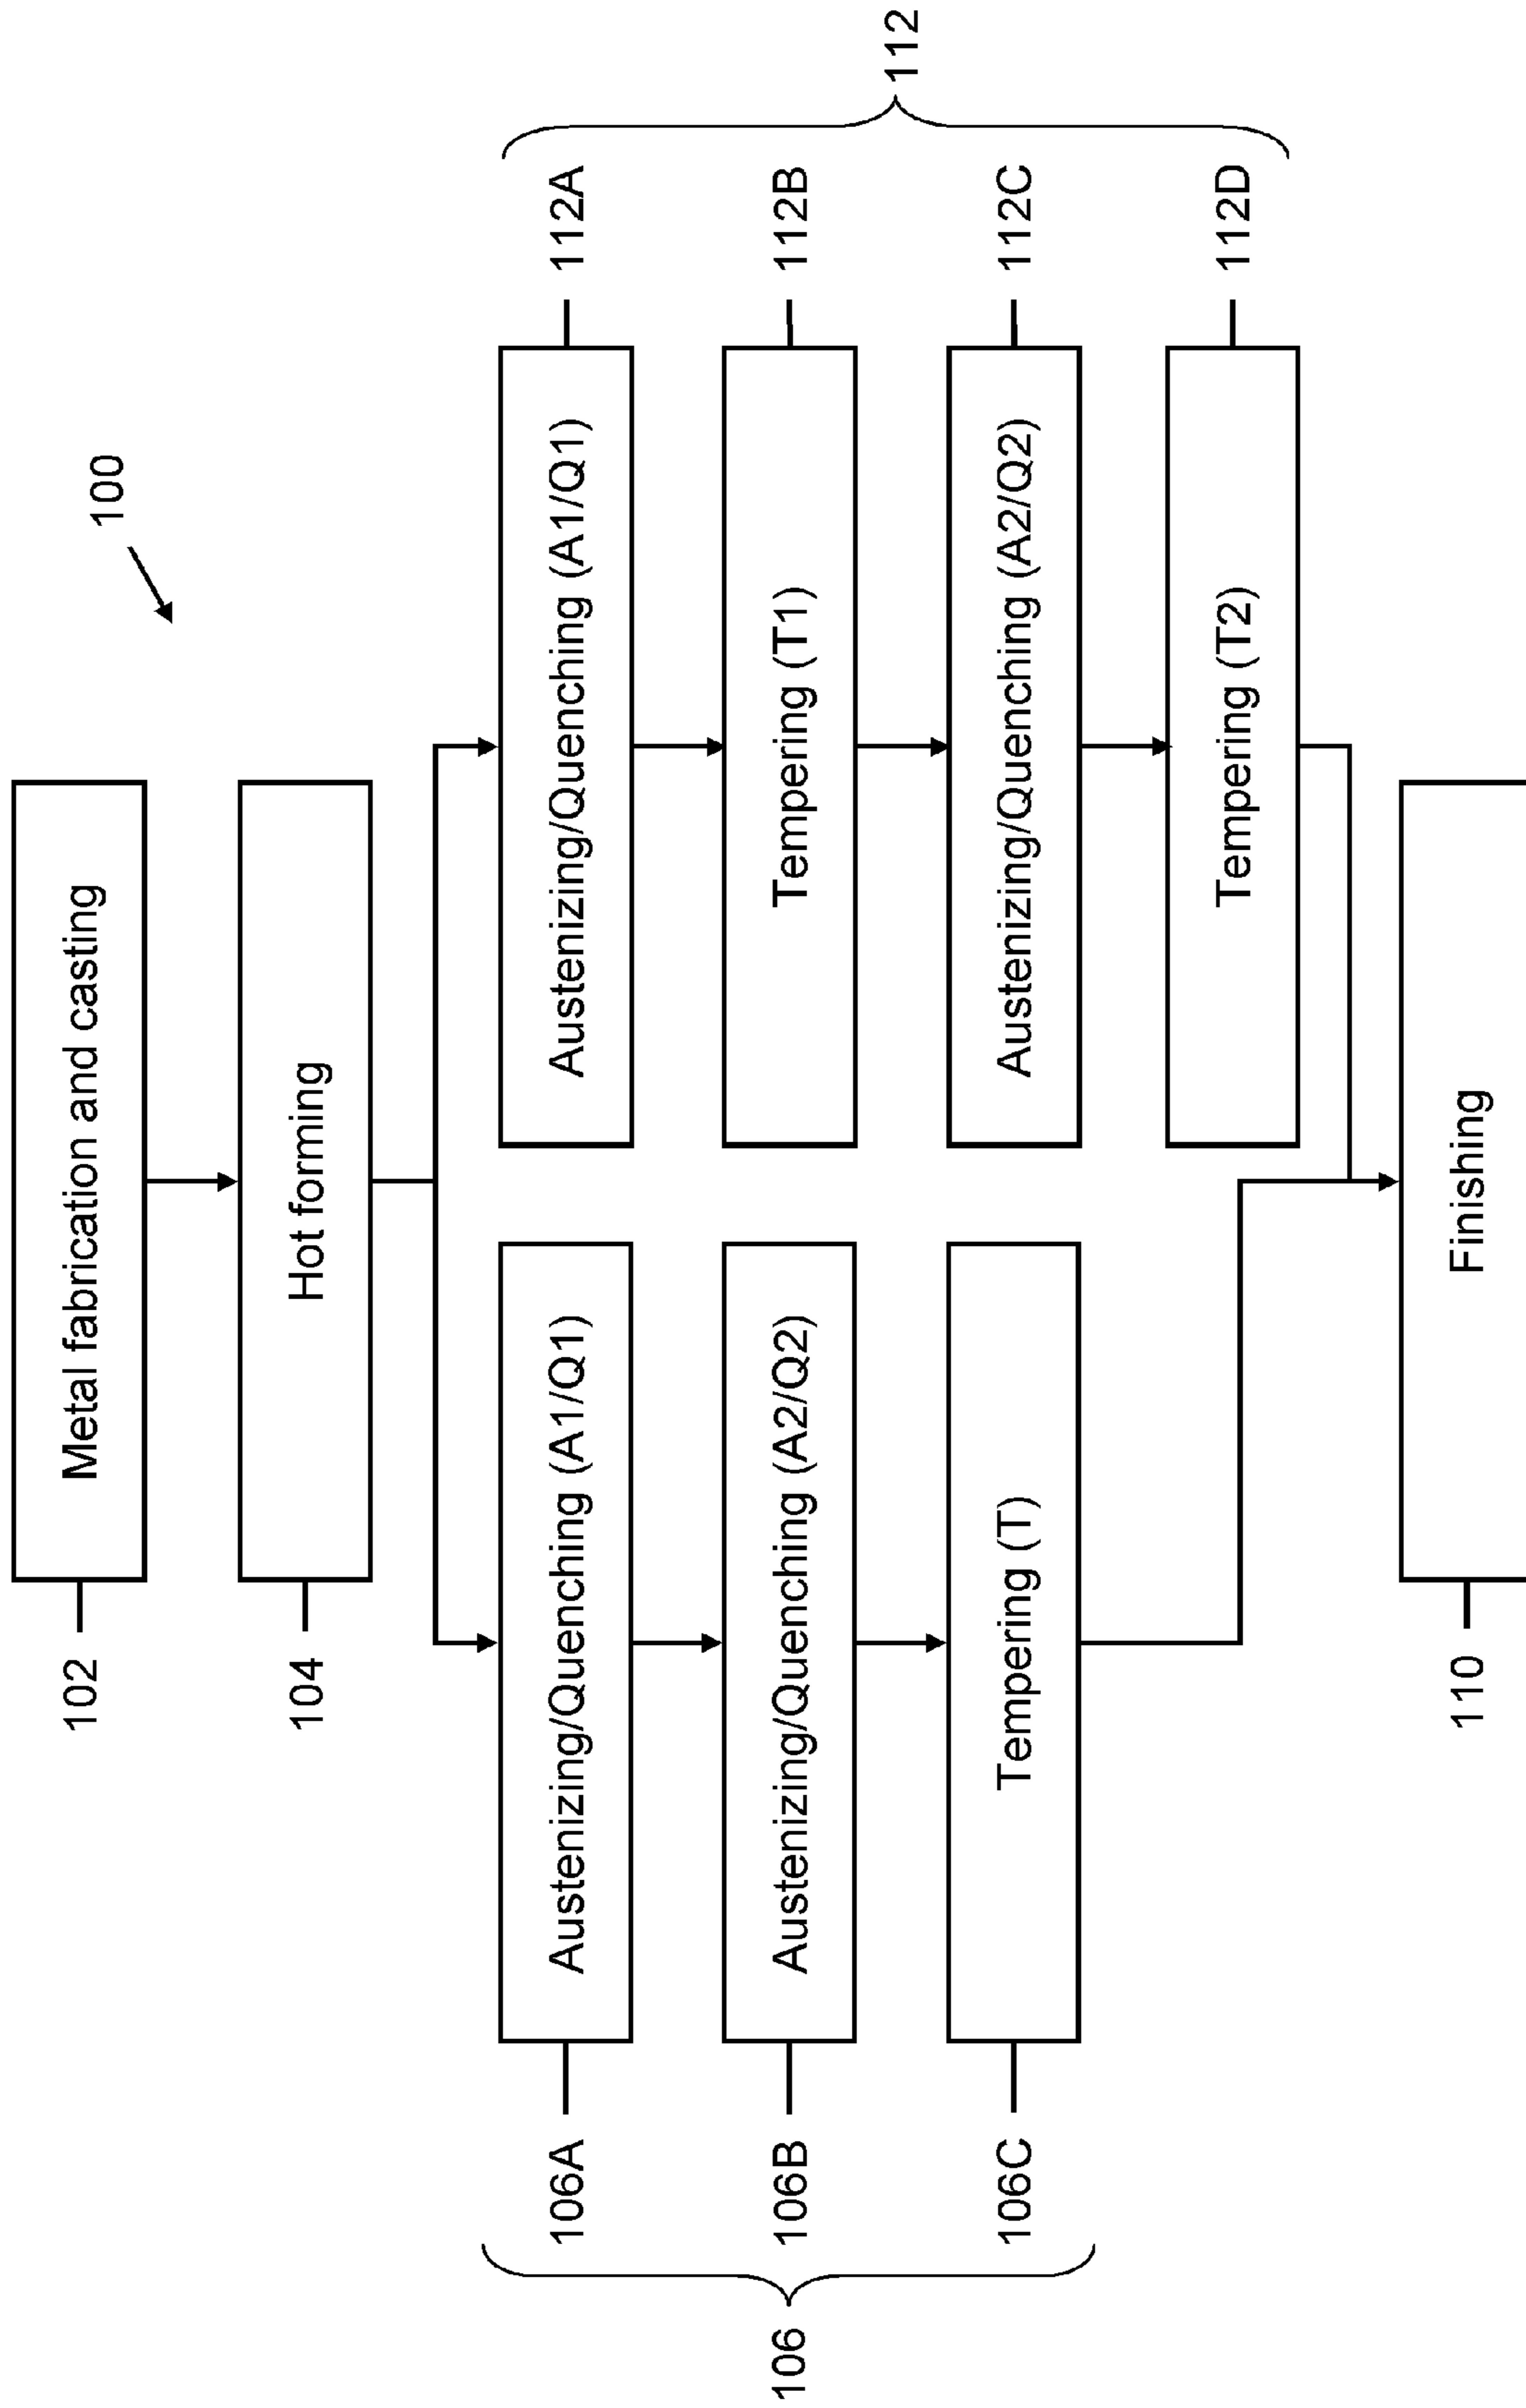 100
Metal fabrication and casting
102
Hot forming
104
106
106A
Austenizing/Quenching (A1/Q1)
106B
Austenizing/Quenching (A2/Q2)
106C
Tempering (T)
Austenizing/Quenching (A1/Q1)
112A
Tempering (T1)
112B
Austenizing/Quenching (A2/Q2)
112C
Tempering (T2)
112D
112
110
Finishing